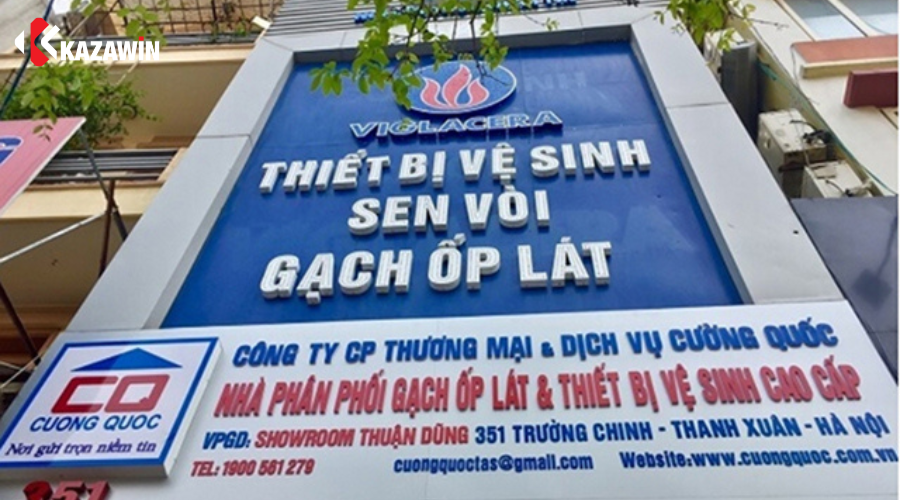 KAZAWIN
VIGLACERA
THIẾT BỊ VỆ SINH
SEN VÒI
GẠCH ỐP LÁT
CÔNG TY CP THƯƠNG MẠI & DỊCH VỤ CƯỜNG QUỐC
NHÀ PHÂN PHỐI GẠCH ỐP LÁT & THIẾT BỊ VỆ SINH CAO CẤP
CQ
CUONG QUOC
Nơi gửi trọn niềm tin
VPGD: SHOWROOM THUẬN DŨNG 351 TRƯỜNG CHINH - THANH XUÂN - HÀ NỘI
TEL: 1900 561 279 cuongquoctas@gmail.com Website:www.cuongquoc.com.vn
351